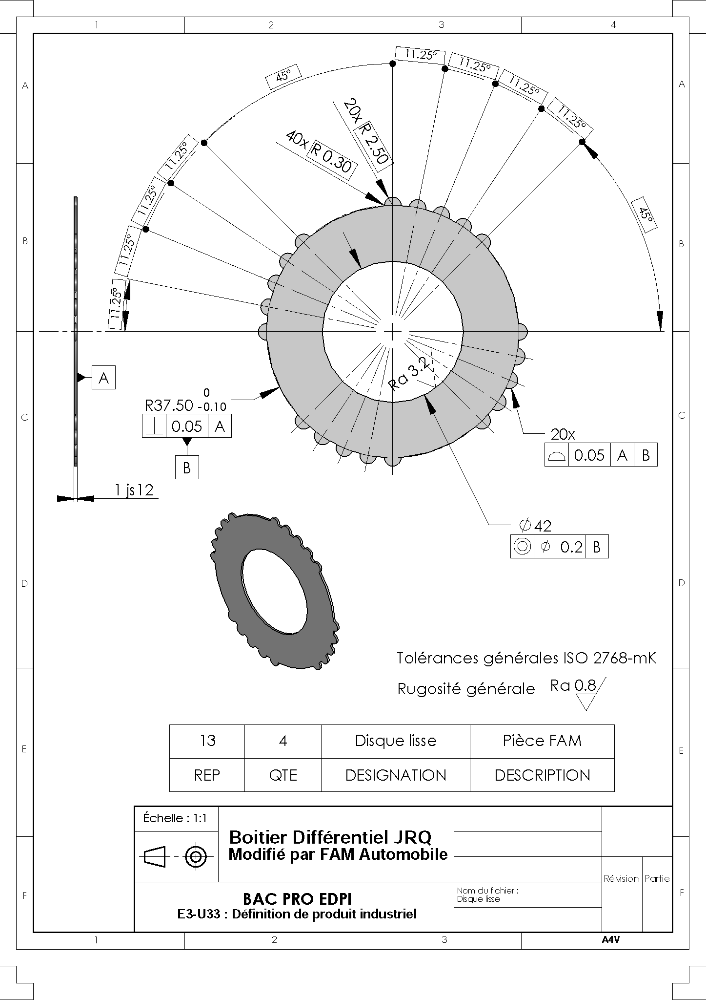 1 2 3 4
A A
11.25°
11.25°
11.25°
11.25°
45°
20x R 2.50
40x R 0.30
11.25°
11.25°
11.25°
11.25°
45°
B B
A
Ra 3.2
0
R37.50 -0.10
0.05 A
B
C C
20x
0.05 A B
1 js12
⌀ 42
⌀ 0.2 B
D D
Tolérances générales ISO 2768-mK
Rugosité générale Ra 0.8
13 4 Disque lisse Pièce FAM
REP QTE DESIGNATION DESCRIPTION
E E
Échelle : 1:1
Boitier Différentiel JRQ
Modifié par FAM Automobile
Révision Partie
Nom du fichier :
Disque lisse
BAC PRO EDPI
E3-U33 : Définition de produit industriel
F F
1 2 3 A4V